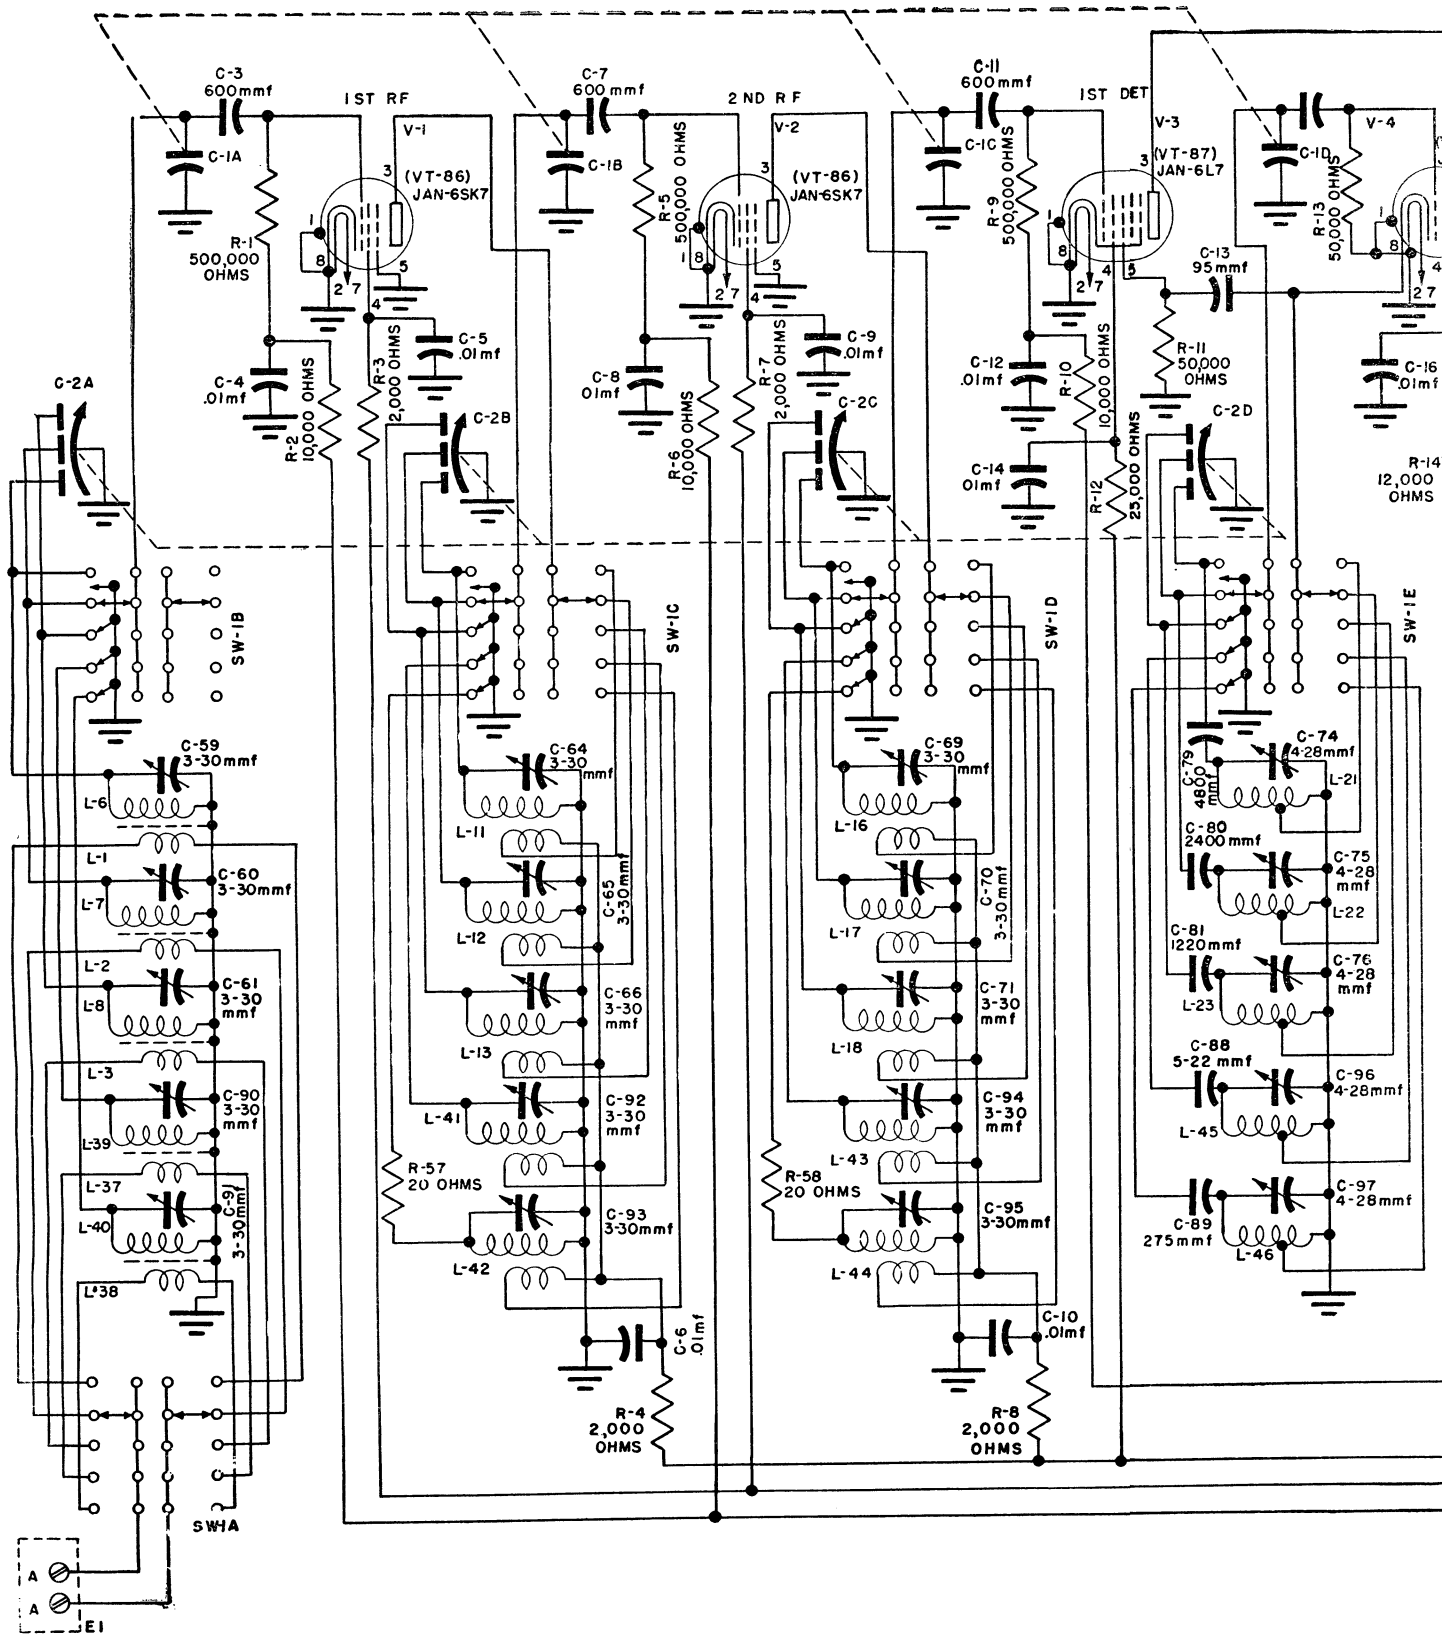 C-3
600mmf
1ST RF
V-1
C-1A
3
(VT-86)
JAN-6SK7
R-1
500,000
OHMS
1
8
2 7
4
5
C-7
600mmf
2ND RF
V-2
C-1B
R-5
500,000 OHMS
3
(VT-86)
JAN-6SK7
1
8
2 7
4
5
C-11
600mmf
1ST DET
V-3
C-1C
R-9
500,000 OHMS
3
(VT-87)
JAN-6L7
1
8
2 7
4
5
V-4
C-1D
R-13
50,000 OHMS
1
8
4
C-13
95mmf
C-2A
C-4
.01mf
R-2
10,000 OHMS
R-3
2,000 OHMS
C-5
.01mf
C-2B
C-8
01mf
R-6
10,000 OHMS
R-7
2,000 OHMS
C-9
.01mf
C-2C
C-12
.01mf
R-10
10,000 OHMS
C-14
.01mf
R-12
25,000 OHMS
R-11
50,000
OHMS
C-2D
C-16
.01mf
R-14
12,000
OHMS
SW-1B
SW-1C
SW-1D
SW-1E
C-59
3-30mmf
L-6
L-1
C-60
3-30mmf
L-7
L-2
C-61
3-30
mmf
L-8
L-3
C-90
3-30
mmf
L-39
L-37
C-91
3-30mmf
L-40
L-38
C-64
3-30
mmf
L-11
C-65
3-30mmf
L-12
C-66
3-30
mmf
L-13
C-92
3-30
mmf
L-41
R-57
20 OHMS
C-93
3-30mmf
L-42
C-6
.01mf
R-4
2,000
OHMS
C-69
3-30
mmf
L-16
C-70
3-30mmf
L-17
C-71
3-30
mmf
L-18
C-94
3-30
mmf
L-43
R-58
20 OHMS
C-95
3-30mmf
L-44
C-10
.01mf
R-8
2,000
OHMS
C-79
4800
mmf
C-74
4-28mmf
L-21
C-80
2400mmf
C-75
4-28
mmf
L-22
C-81
1220mmf
C-76
4-28
mmf
L-23
C-88
5-22 mmf
C-96
4-28mmf
L-45
C-97
4-28mmf
C-89
275mmf
L-46
SW-1A
A
A
E1